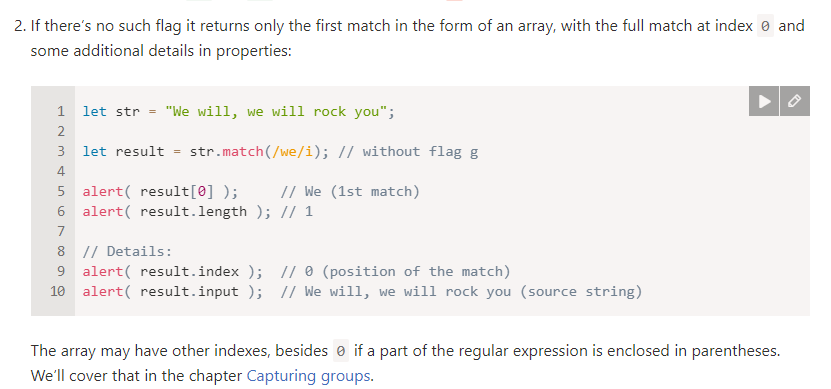 2. If there's no such flag it returns only the first match in the form of an array, with the full match at index 0 and
some additional details in properties:
1 let str = "We will, we will rock you";
2
3 let result = str.match(/we/i); // without flag g
4
5 alert( result[0] );     // We (1st match)
6 alert( result.length ); // 1
7
8 // Details:
9 alert( result.index );  // 0 (position of the match)
10 alert( result.input );  // We will, we will rock you (source string)
The array may have other indexes, besides 0 if a part of the regular expression is enclosed in parentheses.
We'll cover that in the chapter Capturing groups.